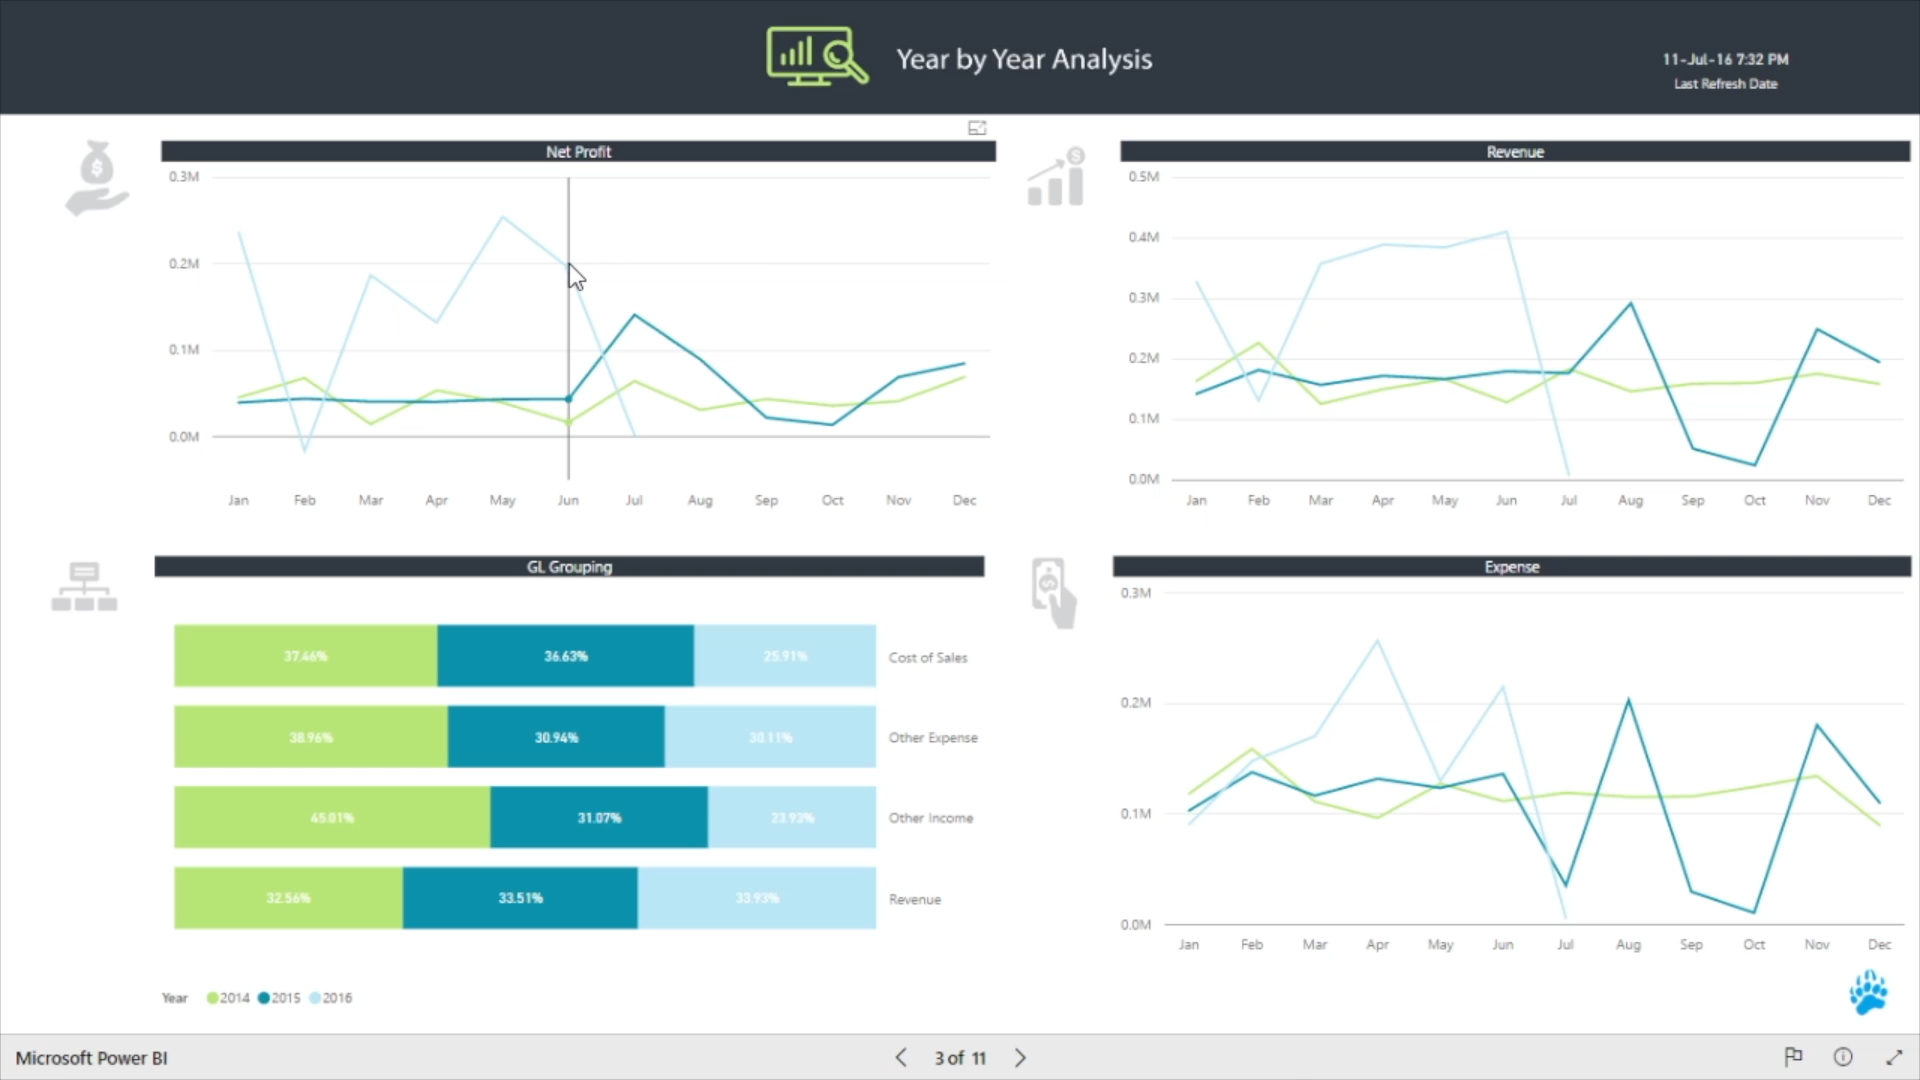 Year by Year Analysis
11-Jul-16 7:32 PM
Last Refresh Date
Net Profit
0.3M
0.2M
0.1M
0.0M
Jan Feb Mar Apr May Jun Jul Aug Sep Oct Nov Dec
Revenue
0.5M
0.4M
0.3M
0.2M
0.1M
0.0M
Jan Feb Mar Apr May Jun Jul Aug Sep Oct Nov Dec
GL Grouping
37.46% 36.63% 25.91% Cost of Sales
38.96% 30.94% 30.11% Other Expense
45.01% 31.07% 23.93% Other Income
32.56% 33.51% 33.93% Revenue
Year 2014 2015 2016
Expense
0.3M
0.2M
0.1M
0.0M
Jan Feb Mar Apr May Jun Jul Aug Sep Oct Nov Dec
Microsoft Power BI
3 of 11